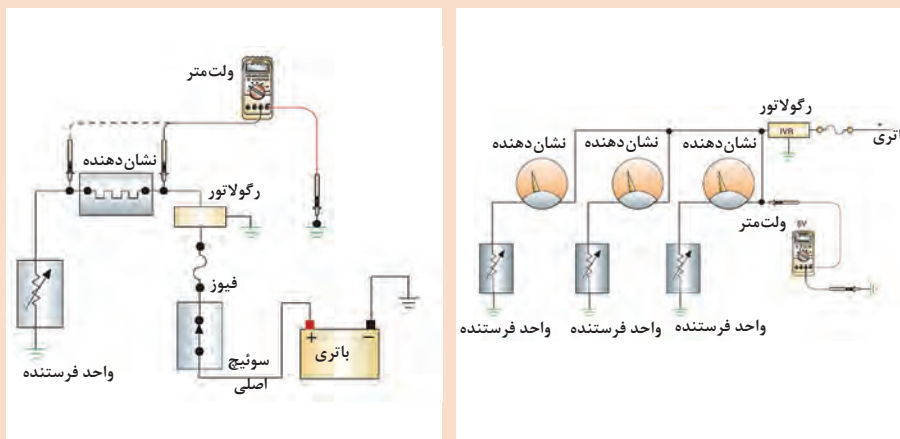 ولت‌متر
نشان‌دهنده
رگولاتور
فیوز
سوئیچ
اصلی
باتری
+
−
واحد فرستنده
رگولاتور
IVR
+
باتری
نشان‌دهنده
نشان‌دهنده
نشان‌دهنده
ولت‌متر
5V
واحد فرستنده
واحد فرستنده
واحد فرستنده